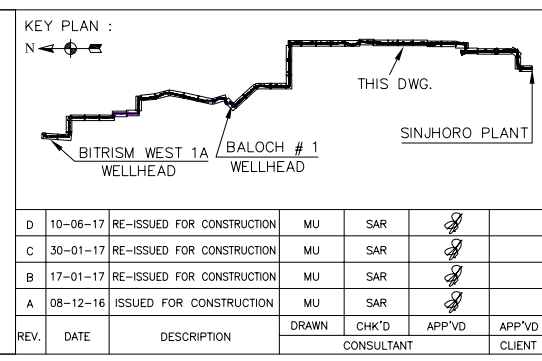 KEY PLAN :
N
THIS DWG.
SINJHORO PLANT
BITRISM WEST 1A
WELLHEAD
BALOCH # 1
WELLHEAD
D 10-06-17 RE-ISSUED FOR CONSTRUCTION MU SAR
C 30-01-17 RE-ISSUED FOR CONSTRUCTION MU SAR
B 17-01-17 RE-ISSUED FOR CONSTRUCTION MU SAR
A 08-12-16 ISSUED FOR CONSTRUCTION MU SAR
REV. DATE DESCRIPTION DRAWN CHK'D APP'VD APP'VD
CONSULTANT CLIENT